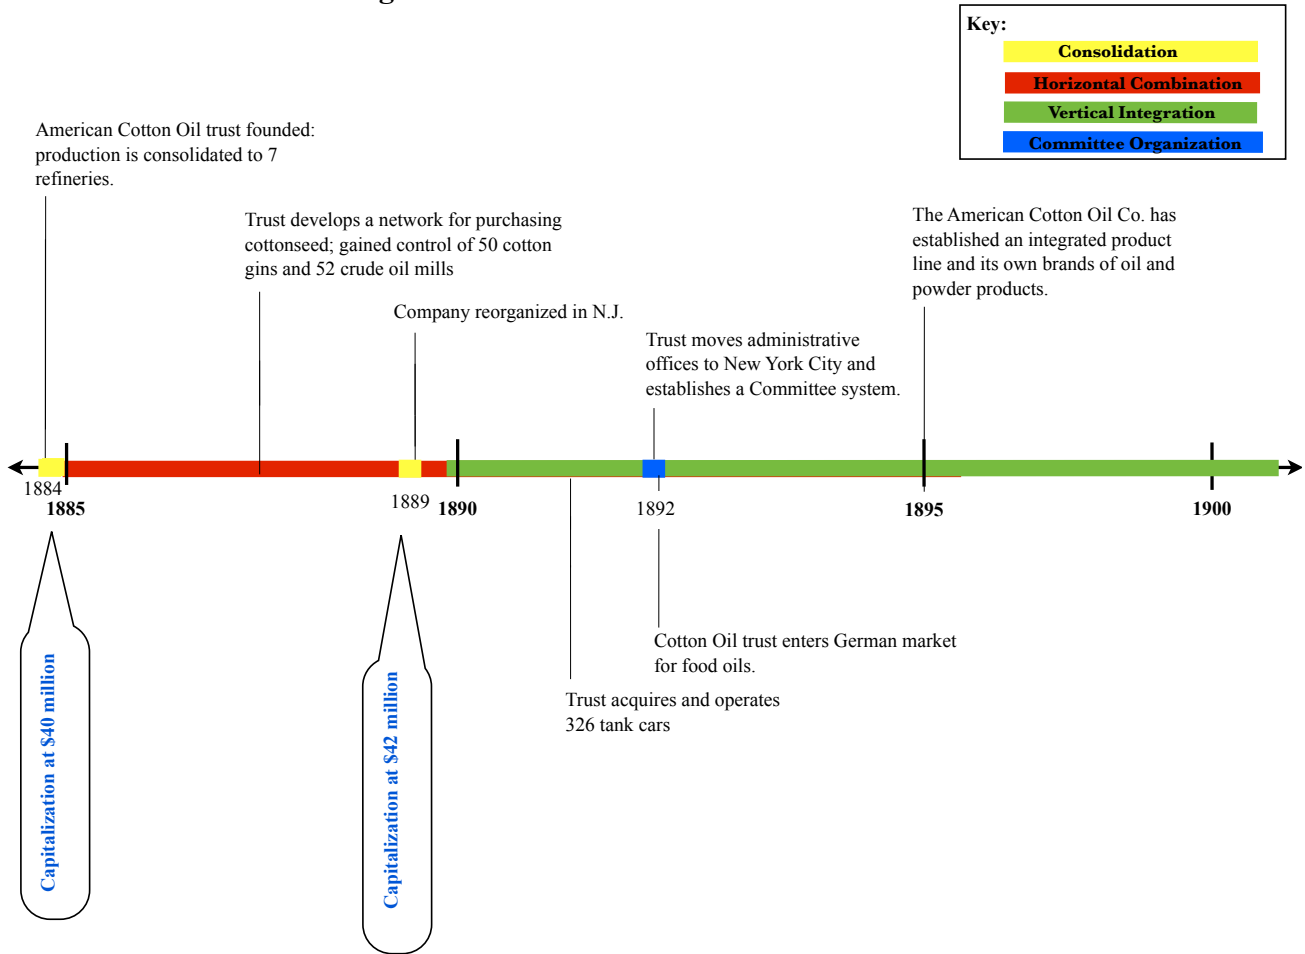 Key:
Consolidation
Horizontal Combination
Vertical Integration
Committee Organization
American Cotton Oil trust founded:
production is consolidated to 7
refineries.
Trust develops a network for purchasing
cottonseed; gained control of 50 cotton
gins and 52 crude oil mills
Company reorganized in N.J.
Trust moves administrative
offices to New York City and
establishes a Committee system.
The American Cotton Oil Co. has
established an integrated product
line and its own brands of oil and
powder products.
1884
1885
1889
1890
1892
1895
1900
Cotton Oil trust enters German market
for food oils.
Trust acquires and operates
326 tank cars
Capitalization at $40 million
Capitalization at $42 million